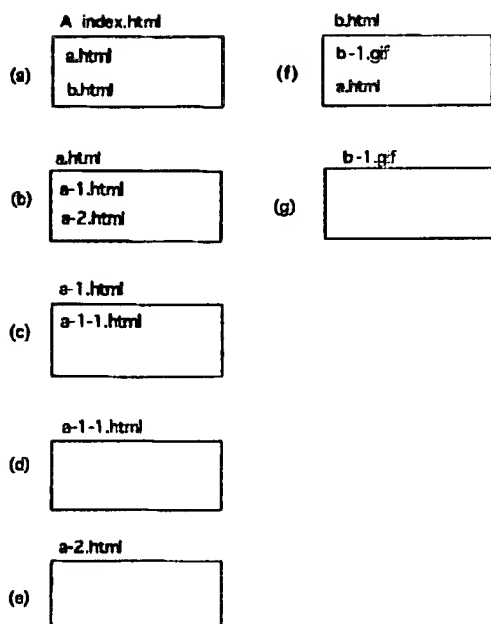 A index.html
(a)
a.html
b.html
a.html
(b)
a-1.html
a-2.html
a-1.html
(c)
a-1-1.html
a-1-1.html
(d)
a-2.html
(e)
b.html
(f)
b-1.gif
a.html
b-1.gif
(g)